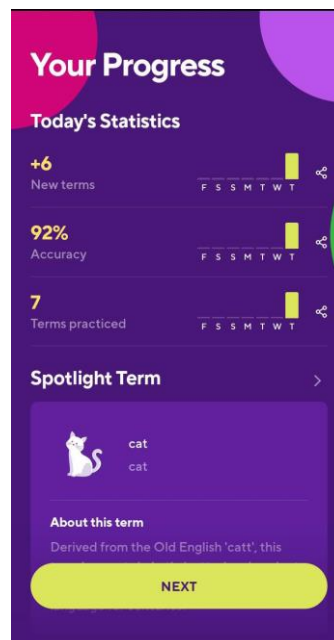 Your Progress
Today's Statistics
+6
New terms
F S S M T W T
92%
Accuracy
F S S M T W T
7
Terms practiced
F S S M T W T
Spotlight Term
cat
cat
About this term
Derived from the Old English 'catt', this
NEXT